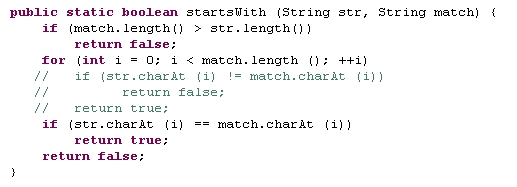 public static boolean startsWith (String str, String match) {
    if (match.length() > str.length())
        return false;
    for (int i = 0; i < match.length (); ++i)
   //   if (str.charAt (i) != match.charAt (i))
   //         return false;
   //   return true;
    if (str.charAt (i) == match.charAt (i))
        return true;
    return false;
}